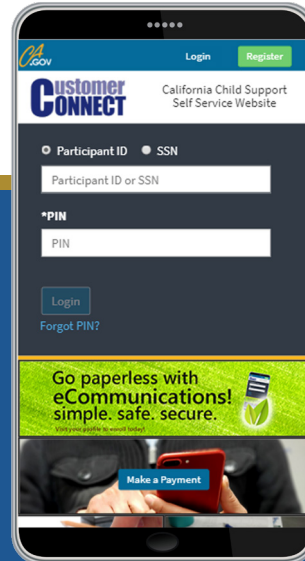 CA.GOV
Login
Register
Customer
CONNECT
California Child Support
Self Service Website
Participant ID
SSN
Participant ID or SSN
*PIN
PIN
Login
Forgot PIN?
Go paperless with
eCommunications!
simple. safe. secure.
Visit your profile to enroll today!
Make a Payment